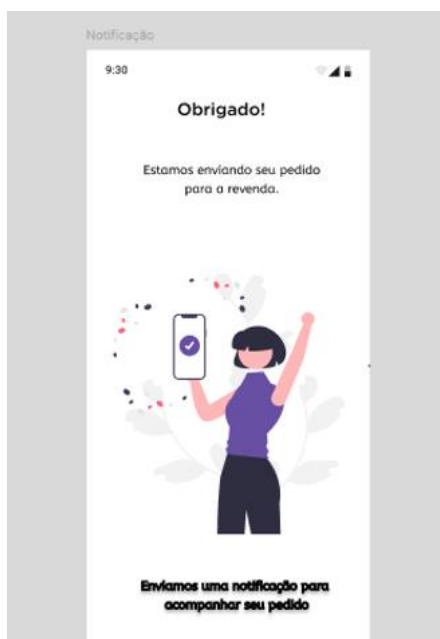 Notificação
9:30
Obrigado!
Estamos enviando seu pedido
para a revenda.
Enviamos uma notificação para
acompanhar seu pedido